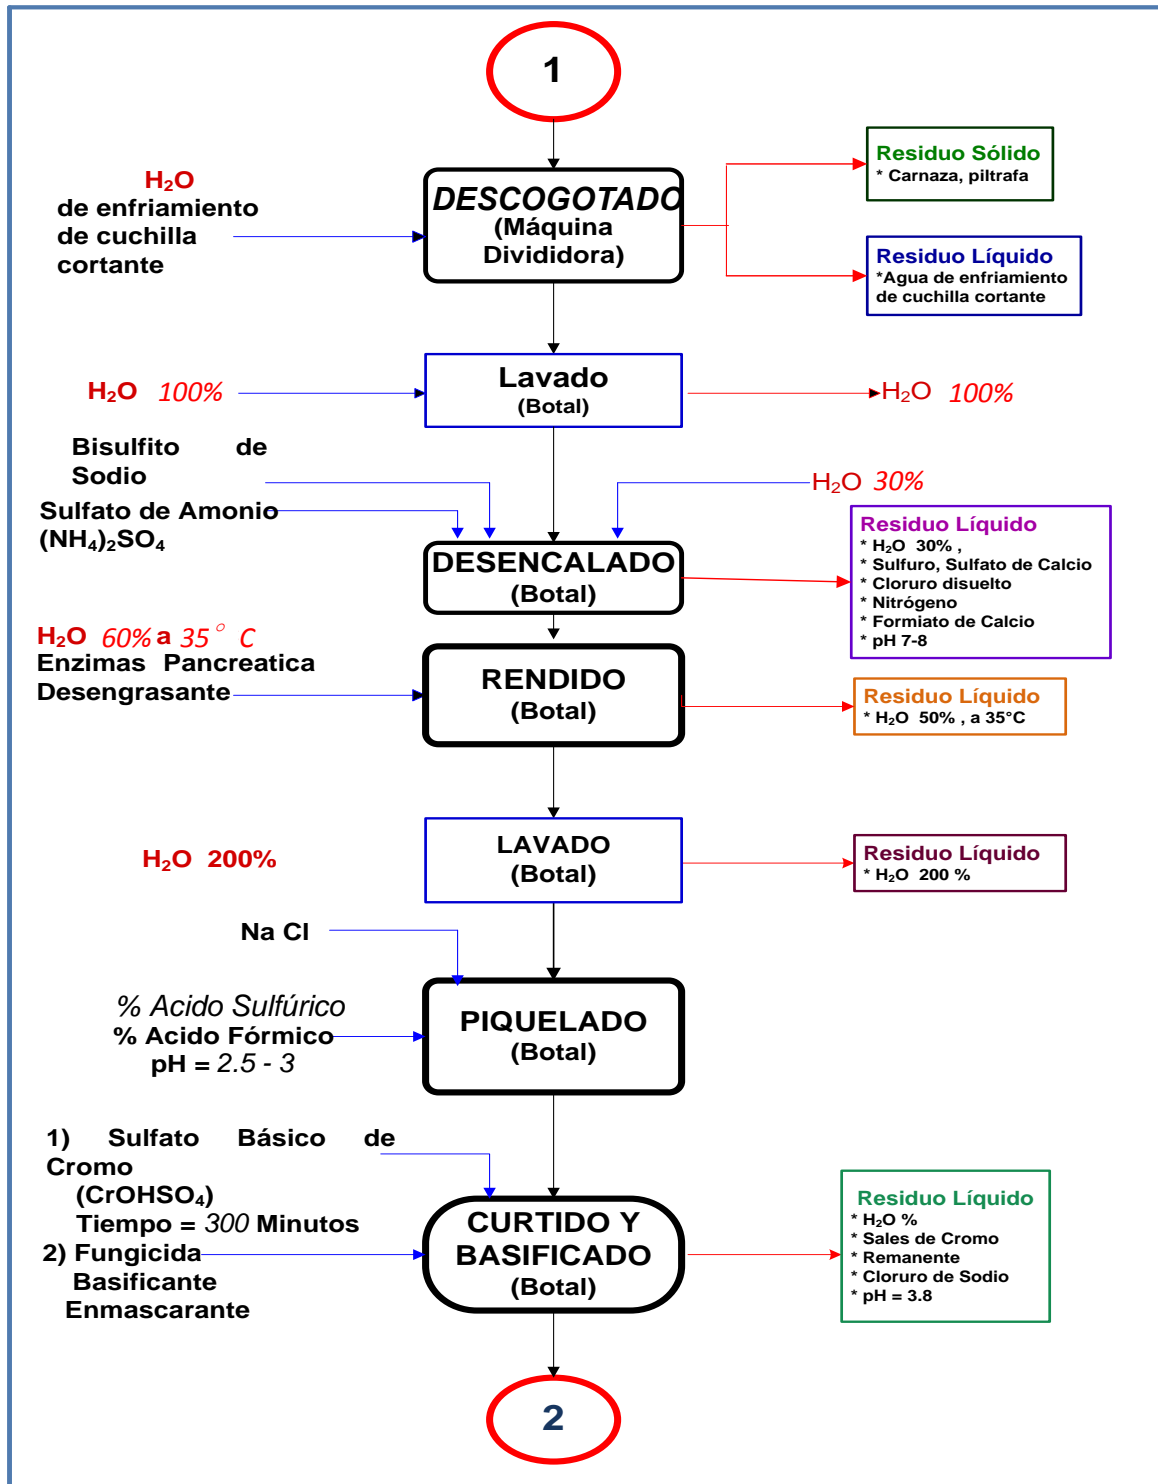 1
H₂O
de enfriamiento
de cuchilla
cortante
DESCOGOTADO
(Máquina
Divididora)
Residuo Sólido
* Carnaza, piltrafa
Residuo Líquido
*Agua de enfriamiento
de cuchilla cortante
H₂O 100%
Lavado
(Botal)
H₂O 100%
Bisulfito de
Sodio
Sulfato de Amonio
(NH₄)₂SO₄
H₂O 30%
DESENCALADO
(Botal)
Residuo Líquido
* H₂O 30% ,
* Sulfuro, Sulfato de Calcio
* Cloruro disuelto
* Nitrógeno
* Formiato de Calcio
* pH 7-8
H₂O 60% a 35° C
Enzimas Pancreatica
Desengrasante
RENDIDO
(Botal)
Residuo Líquido
* H₂O 50% , a 35°C
H₂O 200%
LAVADO
(Botal)
Residuo Líquido
* H₂O 200 %
Na Cl
% Acido Sulfúrico
% Acido Fórmico
pH = 2.5 - 3
PIQUELADO
(Botal)
1) Sulfato Básico de
Cromo
(CrOHSO₄)
Tiempo = 300 Minutos
2) Fungicida
Basificante
Enmascarante
CURTIDO Y
BASIFICADO
(Botal)
Residuo Líquido
* H₂O %
* Sales de Cromo
* Remanente
* Cloruro de Sodio
* pH = 3.8
2